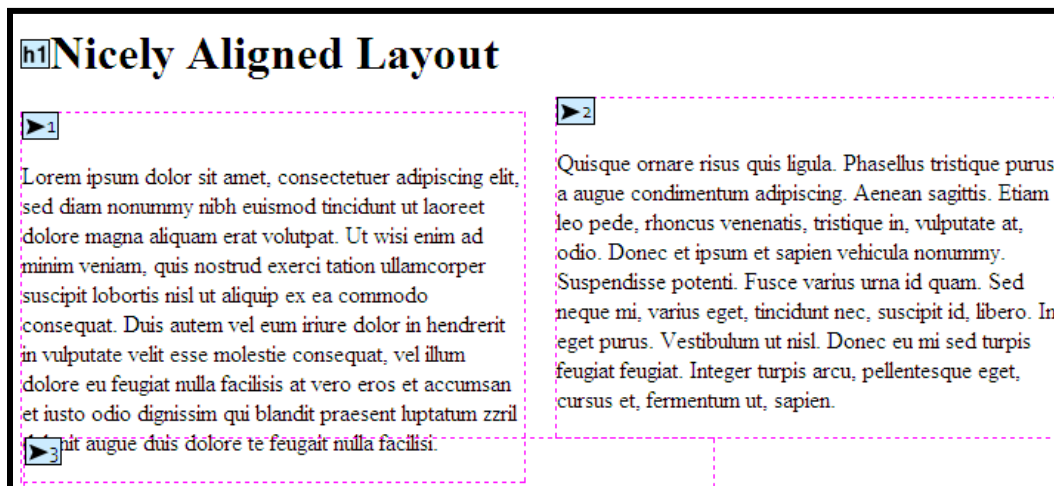 h1 Nicely Aligned Layout
1
Lorem ipsum dolor sit amet, consectetuer adipiscing elit,
sed diam nonummy nibh euismod tincidunt ut laoreet
dolore magna aliquam erat volutpat. Ut wisi enim ad
minim veniam, quis nostrud exerci tation ullamcorper
suscipit lobortis nisl ut aliquip ex ea commodo
consequat. Duis autem vel eum iriure dolor in hendrerit
in vulputate velit esse molestie consequat, vel illum
dolore eu feugiat nulla facilisis at vero eros et accumsan
et iusto odio dignissim qui blandit praesent luptatum zzril
augue duis dolore te feugait nulla facilisi.
3
2
Quisque ornare risus quis ligula. Phasellus tristique purus
a augue condimentum adipiscing. Aenean sagittis. Etiam
leo pede, rhoncus venenatis, tristique in, vulputate at,
odio. Donec et ipsum et sapien vehicula nonummy.
Suspendisse potenti. Fusce varius urna id quam. Sed
neque mi, varius eget, tincidunt nec, suscipit id, libero. In
eget purus. Vestibulum ut nisl. Donec eu mi sed turpis
feugiat feugiat. Integer turpis arcu, pellentesque eget,
cursus et, fermentum ut, sapien.